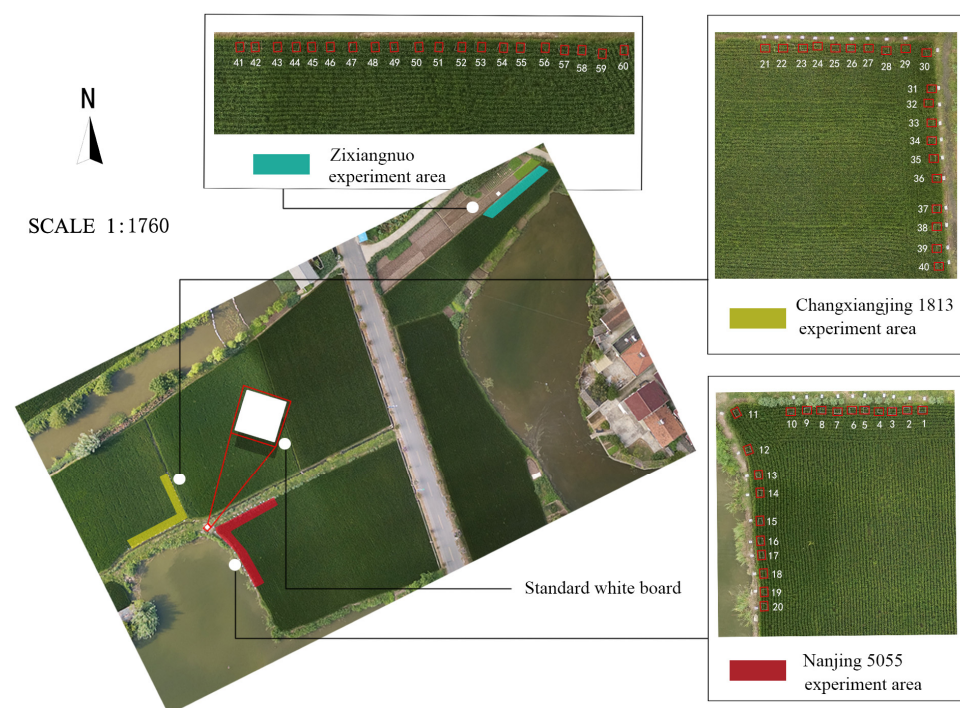 41 42 43 44 45 46 47 48 49 50 51 52 53 54 55 56 57 58 59 60
Zixiangnuo
experiment area
N
SCALE 1:1760
21 22 23 24 25 26 27 28 29 30
31
32
33
34
35
36
37
38
39
40
Changxiangjing 1813
experiment area
11 10 9 8 7 6 5 4 3 2 1
12
13
14
15
16
17
18
19
20
Standard white board
Nanjing 5055
experiment area